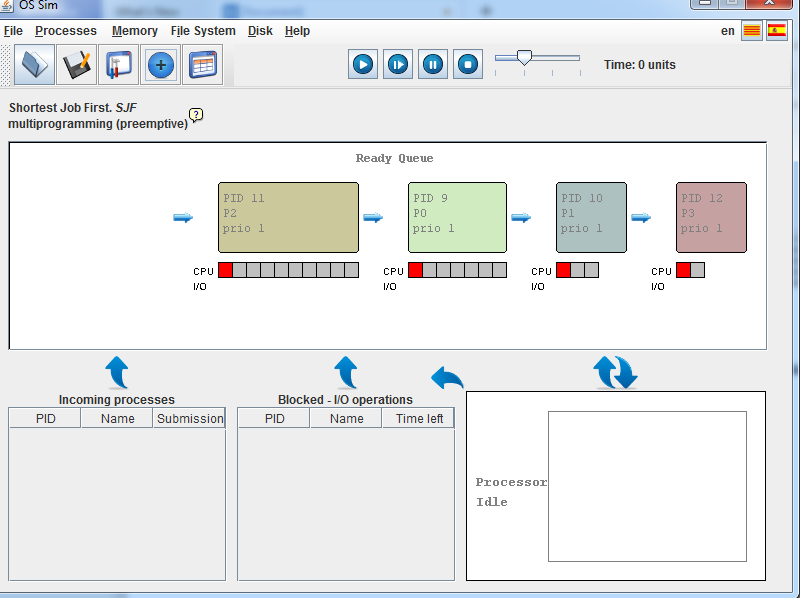 OS Sim
File Processes Memory File System Disk Help en
Time: 0 units
Shortest Job First. SJF
multiprogramming (preemptive)
?
Ready Queue
PID 11
P2
prio 1
CPU
I/O
PID 9
P0
prio 1
CPU
I/O
PID 10
P1
prio 1
CPU
I/O
PID 12
P3
prio 1
CPU
I/O
Incoming processes
PID Name Submission
Blocked - I/O operations
PID Name Time left
Processor
Idle